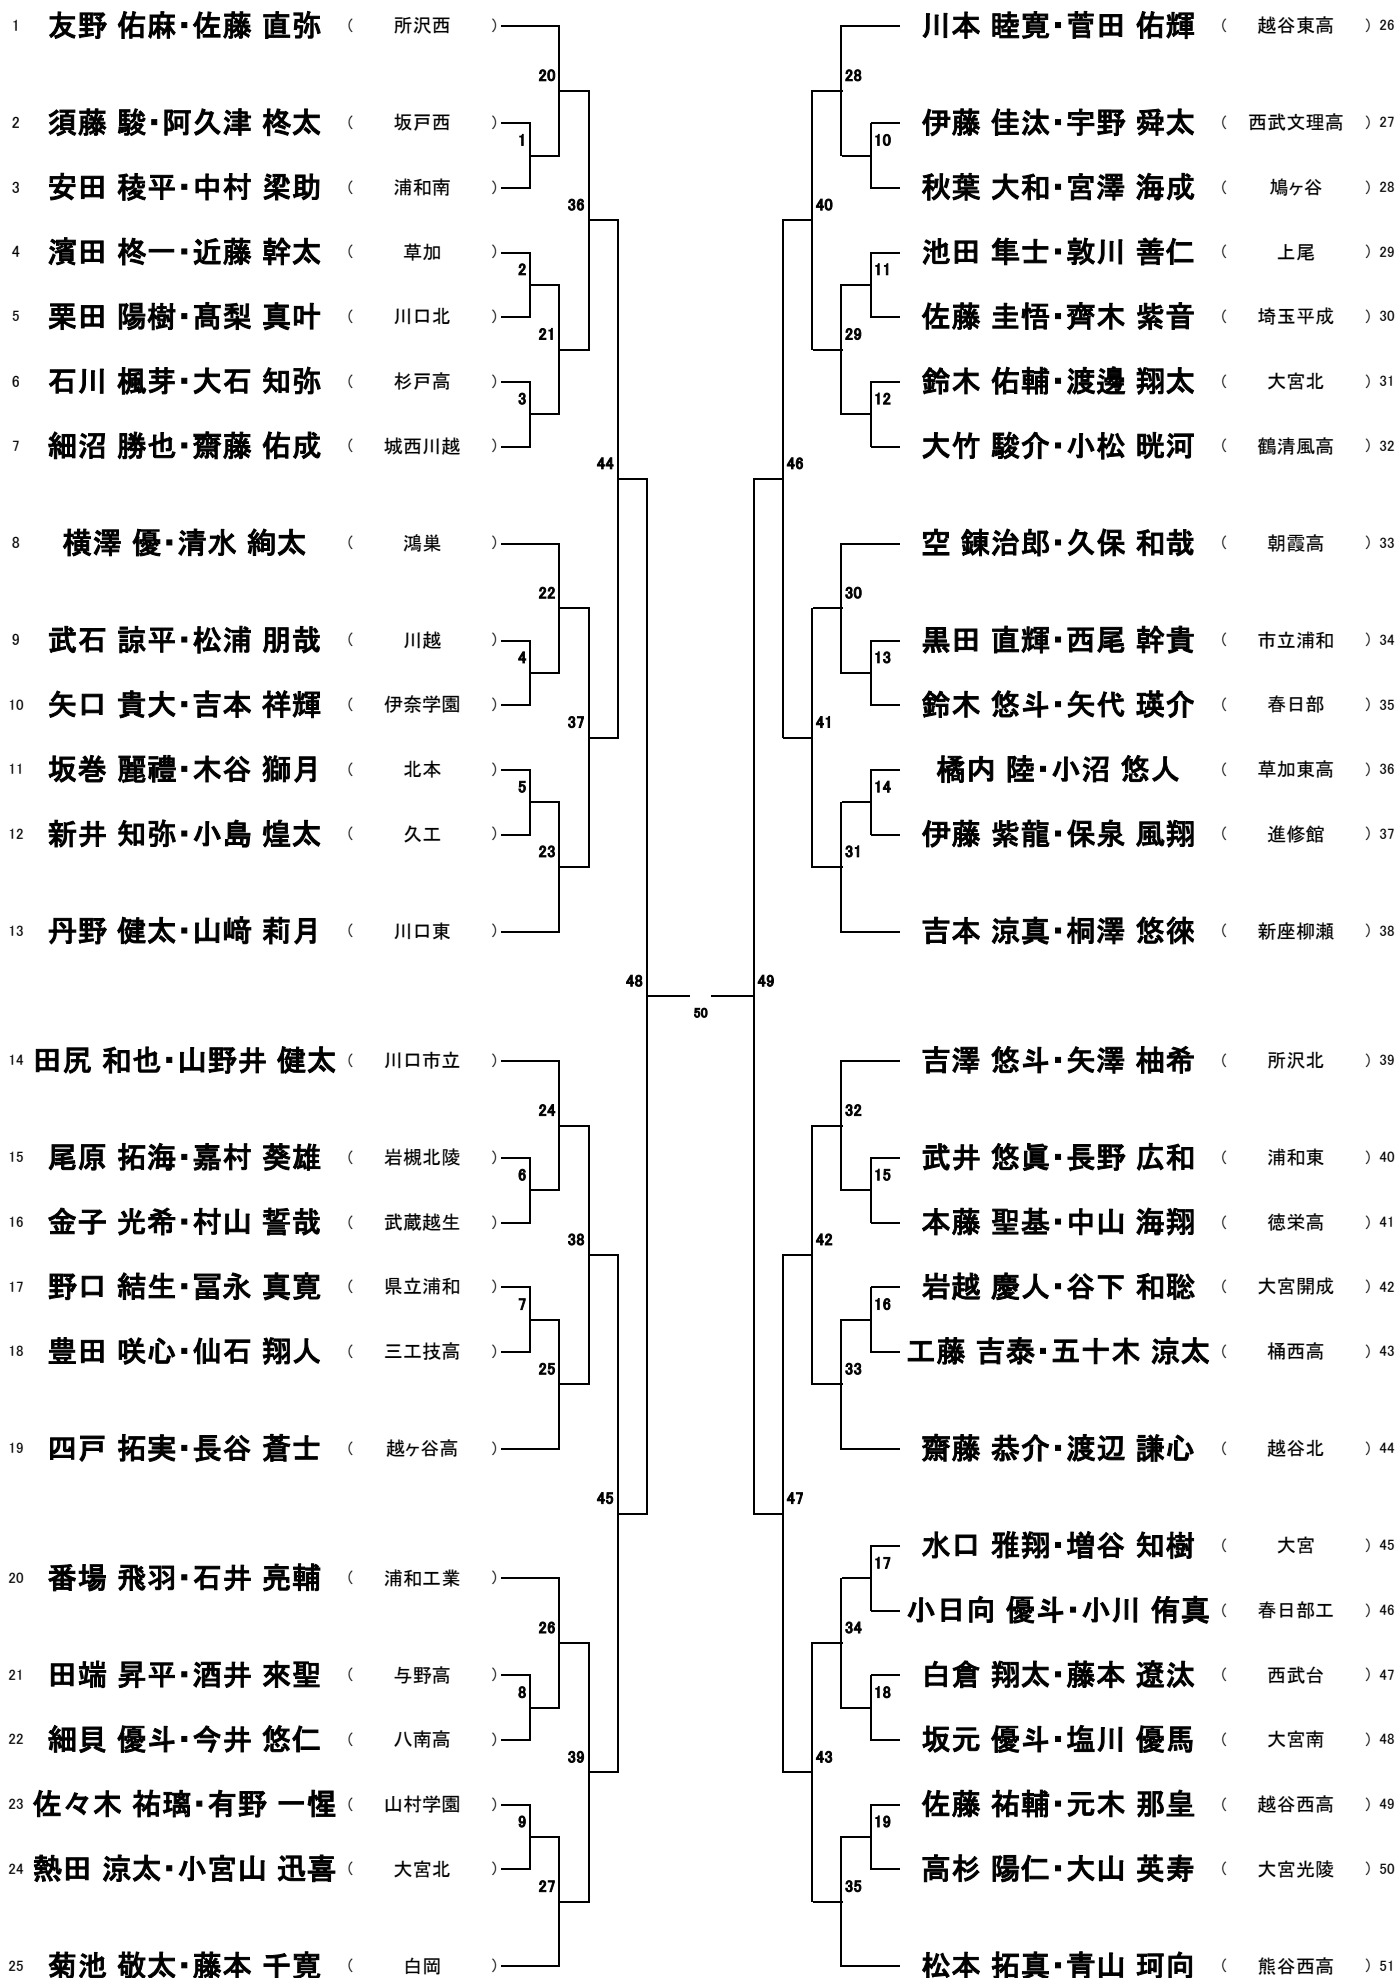 1 友野 佑麻・佐藤 直弥 ( 所沢西 )
20
2 須藤 駿・阿久津 柊太 ( 坂戸西 )
1
3 安田 稜平・中村 梁助 ( 浦和南 )
36
4 濱田 柊一・近藤 幹太 ( 草加 )
2
5 栗田 陽樹・髙梨 真叶 ( 川口北 )
21
6 石川 楓芽・大石 知弥 ( 杉戸高 )
3
7 細沼 勝也・齋藤 佑成 ( 城西川越 )
44
8 横澤 優・清水 絢太 ( 鴻巣 )
22
9 武石 諒平・松浦 朋哉 ( 川越 )
4
10 矢口 貴大・吉本 祥輝 ( 伊奈学園 )
37
11 坂巻 麗禮・木谷 獅月 ( 北本 )
5
12 新井 知弥・小島 煌太 ( 久工 )
23
13 丹野 健太・山﨑 莉月 ( 川口東 )
48
50
14 田尻 和也・山野井 健太 ( 川口市立 )
24
15 尾原 拓海・嘉村 葵雄 ( 岩槻北陵 )
6
16 金子 光希・村山 誓哉 ( 武蔵越生 )
38
17 野口 結生・冨永 真寛 ( 県立浦和 )
7
18 豊田 咲心・仙石 翔人 ( 三工技高 )
25
19 四戸 拓実・長谷 蒼士 ( 越ヶ谷高 )
45
20 番場 飛羽・石井 亮輔 ( 浦和工業 )
26
21 田端 昇平・酒井 來聖 ( 与野高 )
8
22 細貝 優斗・今井 悠仁 ( 八南高 )
39
23 佐々木 祐璃・有野 一惺 ( 山村学園 )
9
24 熱田 涼太・小宮山 迅喜 ( 大宮北 )
27
25 菊池 敬太・藤本 千寛 ( 白岡 )
川本 睦寛・菅田 佑輝 ( 越谷東高 ) 26
28
伊藤 佳汰・宇野 舜太 ( 西武文理高 ) 27
10
秋葉 大和・宮澤 海成 ( 鳩ヶ谷 ) 28
40
池田 隼士・敦川 善仁 ( 上尾 ) 29
11
佐藤 圭悟・齊木 紫音 ( 埼玉平成 ) 30
29
鈴木 佑輔・渡邊 翔太 ( 大宮北 ) 31
12
大竹 駿介・小松 晄河 ( 鶴清風高 ) 32
46
空 錬治郎・久保 和哉 ( 朝霞高 ) 33
30
黒田 直輝・西尾 幹貴 ( 市立浦和 ) 34
13
鈴木 悠斗・矢代 瑛介 ( 春日部 ) 35
41
橘内 陸・小沼 悠人 ( 草加東高 ) 36
14
伊藤 紫龍・保泉 風翔 ( 進修館 ) 37
31
吉本 涼真・桐澤 悠徠 ( 新座柳瀬 ) 38
49
吉澤 悠斗・矢澤 柚希 ( 所沢北 ) 39
32
武井 悠眞・長野 広和 ( 浦和東 ) 40
15
本藤 聖基・中山 海翔 ( 徳栄高 ) 41
42
岩越 慶人・谷下 和聡 ( 大宮開成 ) 42
16
工藤 吉泰・五十木 涼太 ( 桶西高 ) 43
33
齋藤 恭介・渡辺 謙心 ( 越谷北 ) 44
47
水口 雅翔・増谷 知樹 ( 大宮 ) 45
17
小日向 優斗・小川 侑真 ( 春日部工 ) 46
34
白倉 翔太・藤本 遼汰 ( 西武台 ) 47
18
坂元 優斗・塩川 優馬 ( 大宮南 ) 48
43
佐藤 祐輔・元木 那皇 ( 越谷西高 ) 49
19
高杉 陽仁・大山 英寿 ( 大宮光陵 ) 50
35
松本 拓真・青山 珂向 ( 熊谷西高 ) 51